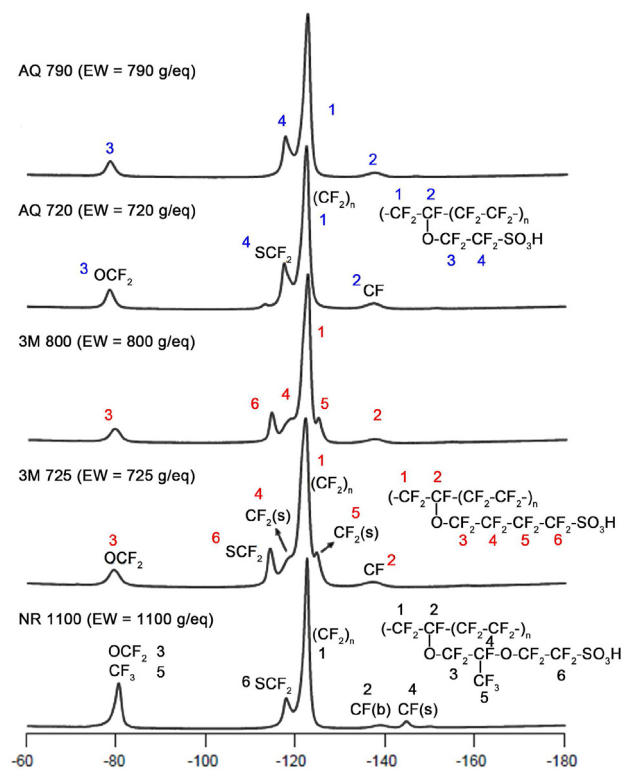 AQ 790 (EW = 790 g/eq)
1
4
3
2
AQ 720 (EW = 720 g/eq)
(CF₂)ₙ
1
4
SCF₂
3 OCF₂
2 CF
1 2
(-CF₂-CF-(CF₂-CF₂-)ₙ
O-CF₂-CF₂-SO₃H
3 4
3M 800 (EW = 800 g/eq)
1
6 4 5
3 2
3M 725 (EW = 725 g/eq)
1
(CF₂)ₙ
4
CF₂(s)
5
CF₂(s)
6
SCF₂
3
OCF₂
CF 2
1 2
(-CF₂-CF-(CF₂-CF₂-)ₙ
O-CF₂-CF₂-CF₂-CF₂-SO₃H
3 4 5 6
NR 1100 (EW = 1100 g/eq)
(CF₂)ₙ
1
OCF₂ 3
CF₃ 5
6 SCF₂
2 4
CF(b) CF(s)
1 2
(-CF₂-CF-(CF₂-CF₂-)ₙ
4
O-CF₂-CF-O-CF₂-CF₂-SO₃H
3 CF₃ 6
5
-60 -80 -100 -120 -140 -160 -180